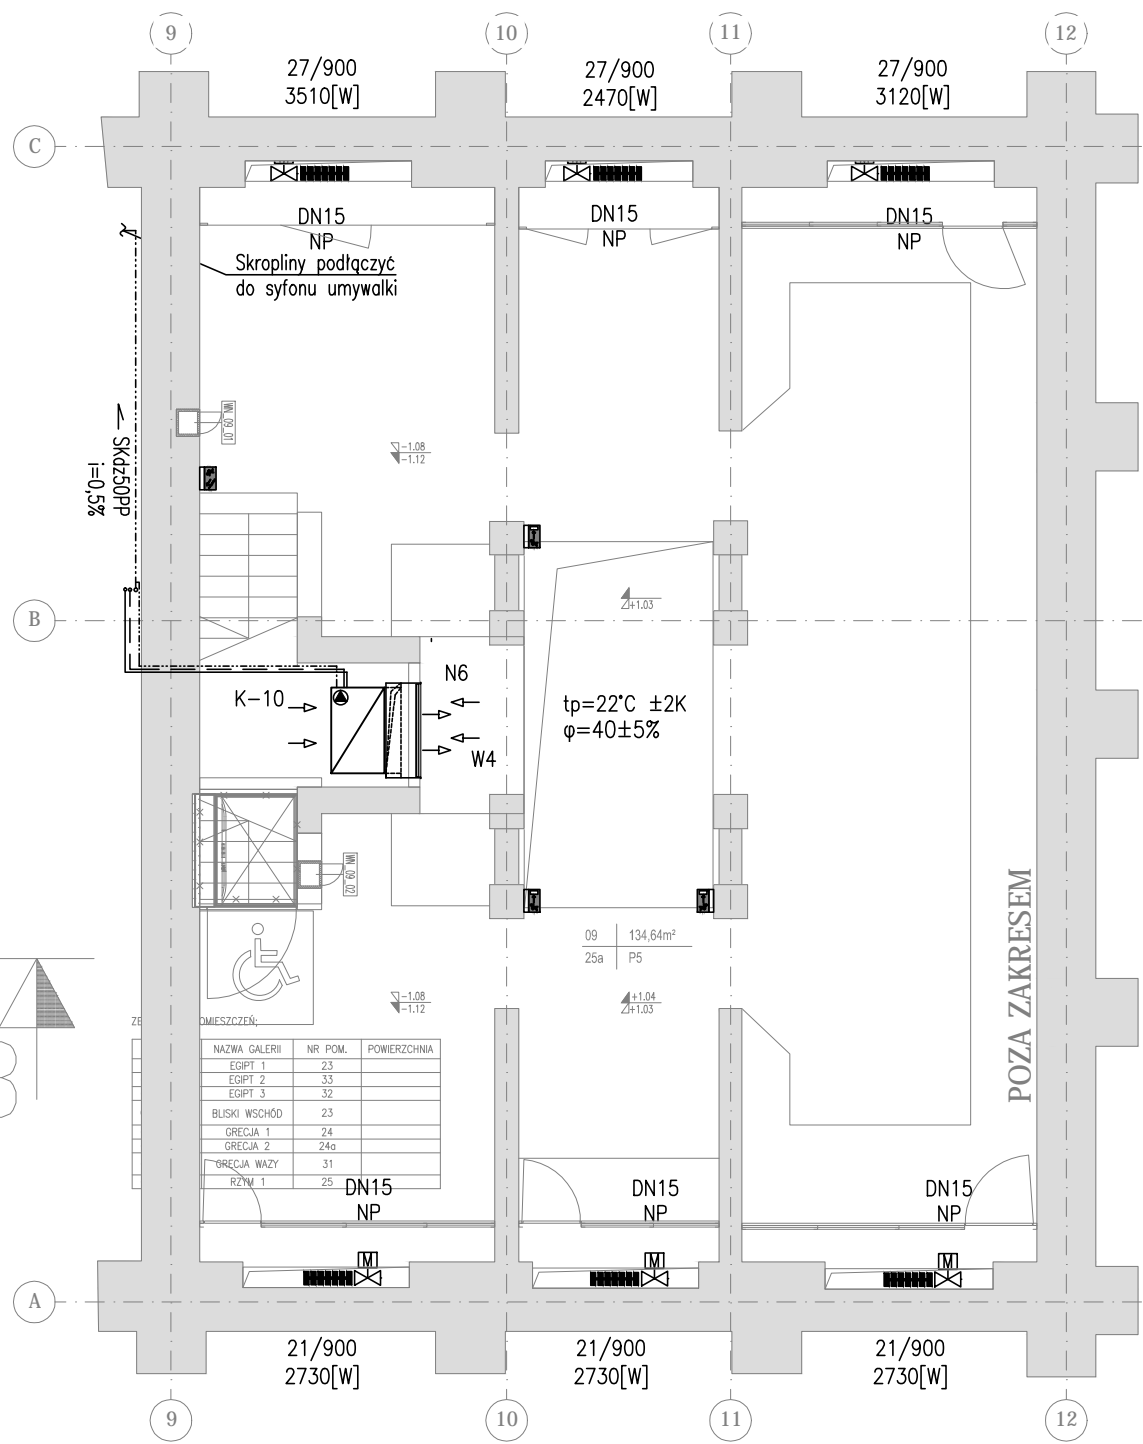 9
10
11
12
27/900
3510[W]
27/900
2470[W]
27/900
3120[W]
C
DN15
NP
DN15
NP
DN15
NP
Skropliny podłączyć
do syfonu umywalki
WN_09_01
SKdz50PP
i=0,5%
-1.08
-1.12
+1.03
B
N6
K-10
W4
tp=22°C ±2K
φ=40±5%
WN_09_02
09
134,64m²
25a
P5
-1.08
-1.12
+1.04
+1.03
POZA ZAKRESEM
OMIESZCZEŃ;
NAZWA GALERII NR POM. POWIERZCHNIA
EGIPT 1 23
EGIPT 2 33
EGIPT 3 32
BLISKI WSCHÓD 23
GRECJA 1 24
GRECJA 2 24a
GRECJA WAZY 31
RZYM 1 25
DN15
NP
DN15
NP
DN15
NP
M
M
M
A
21/900
2730[W]
21/900
2730[W]
21/900
2730[W]
9
10
11
12